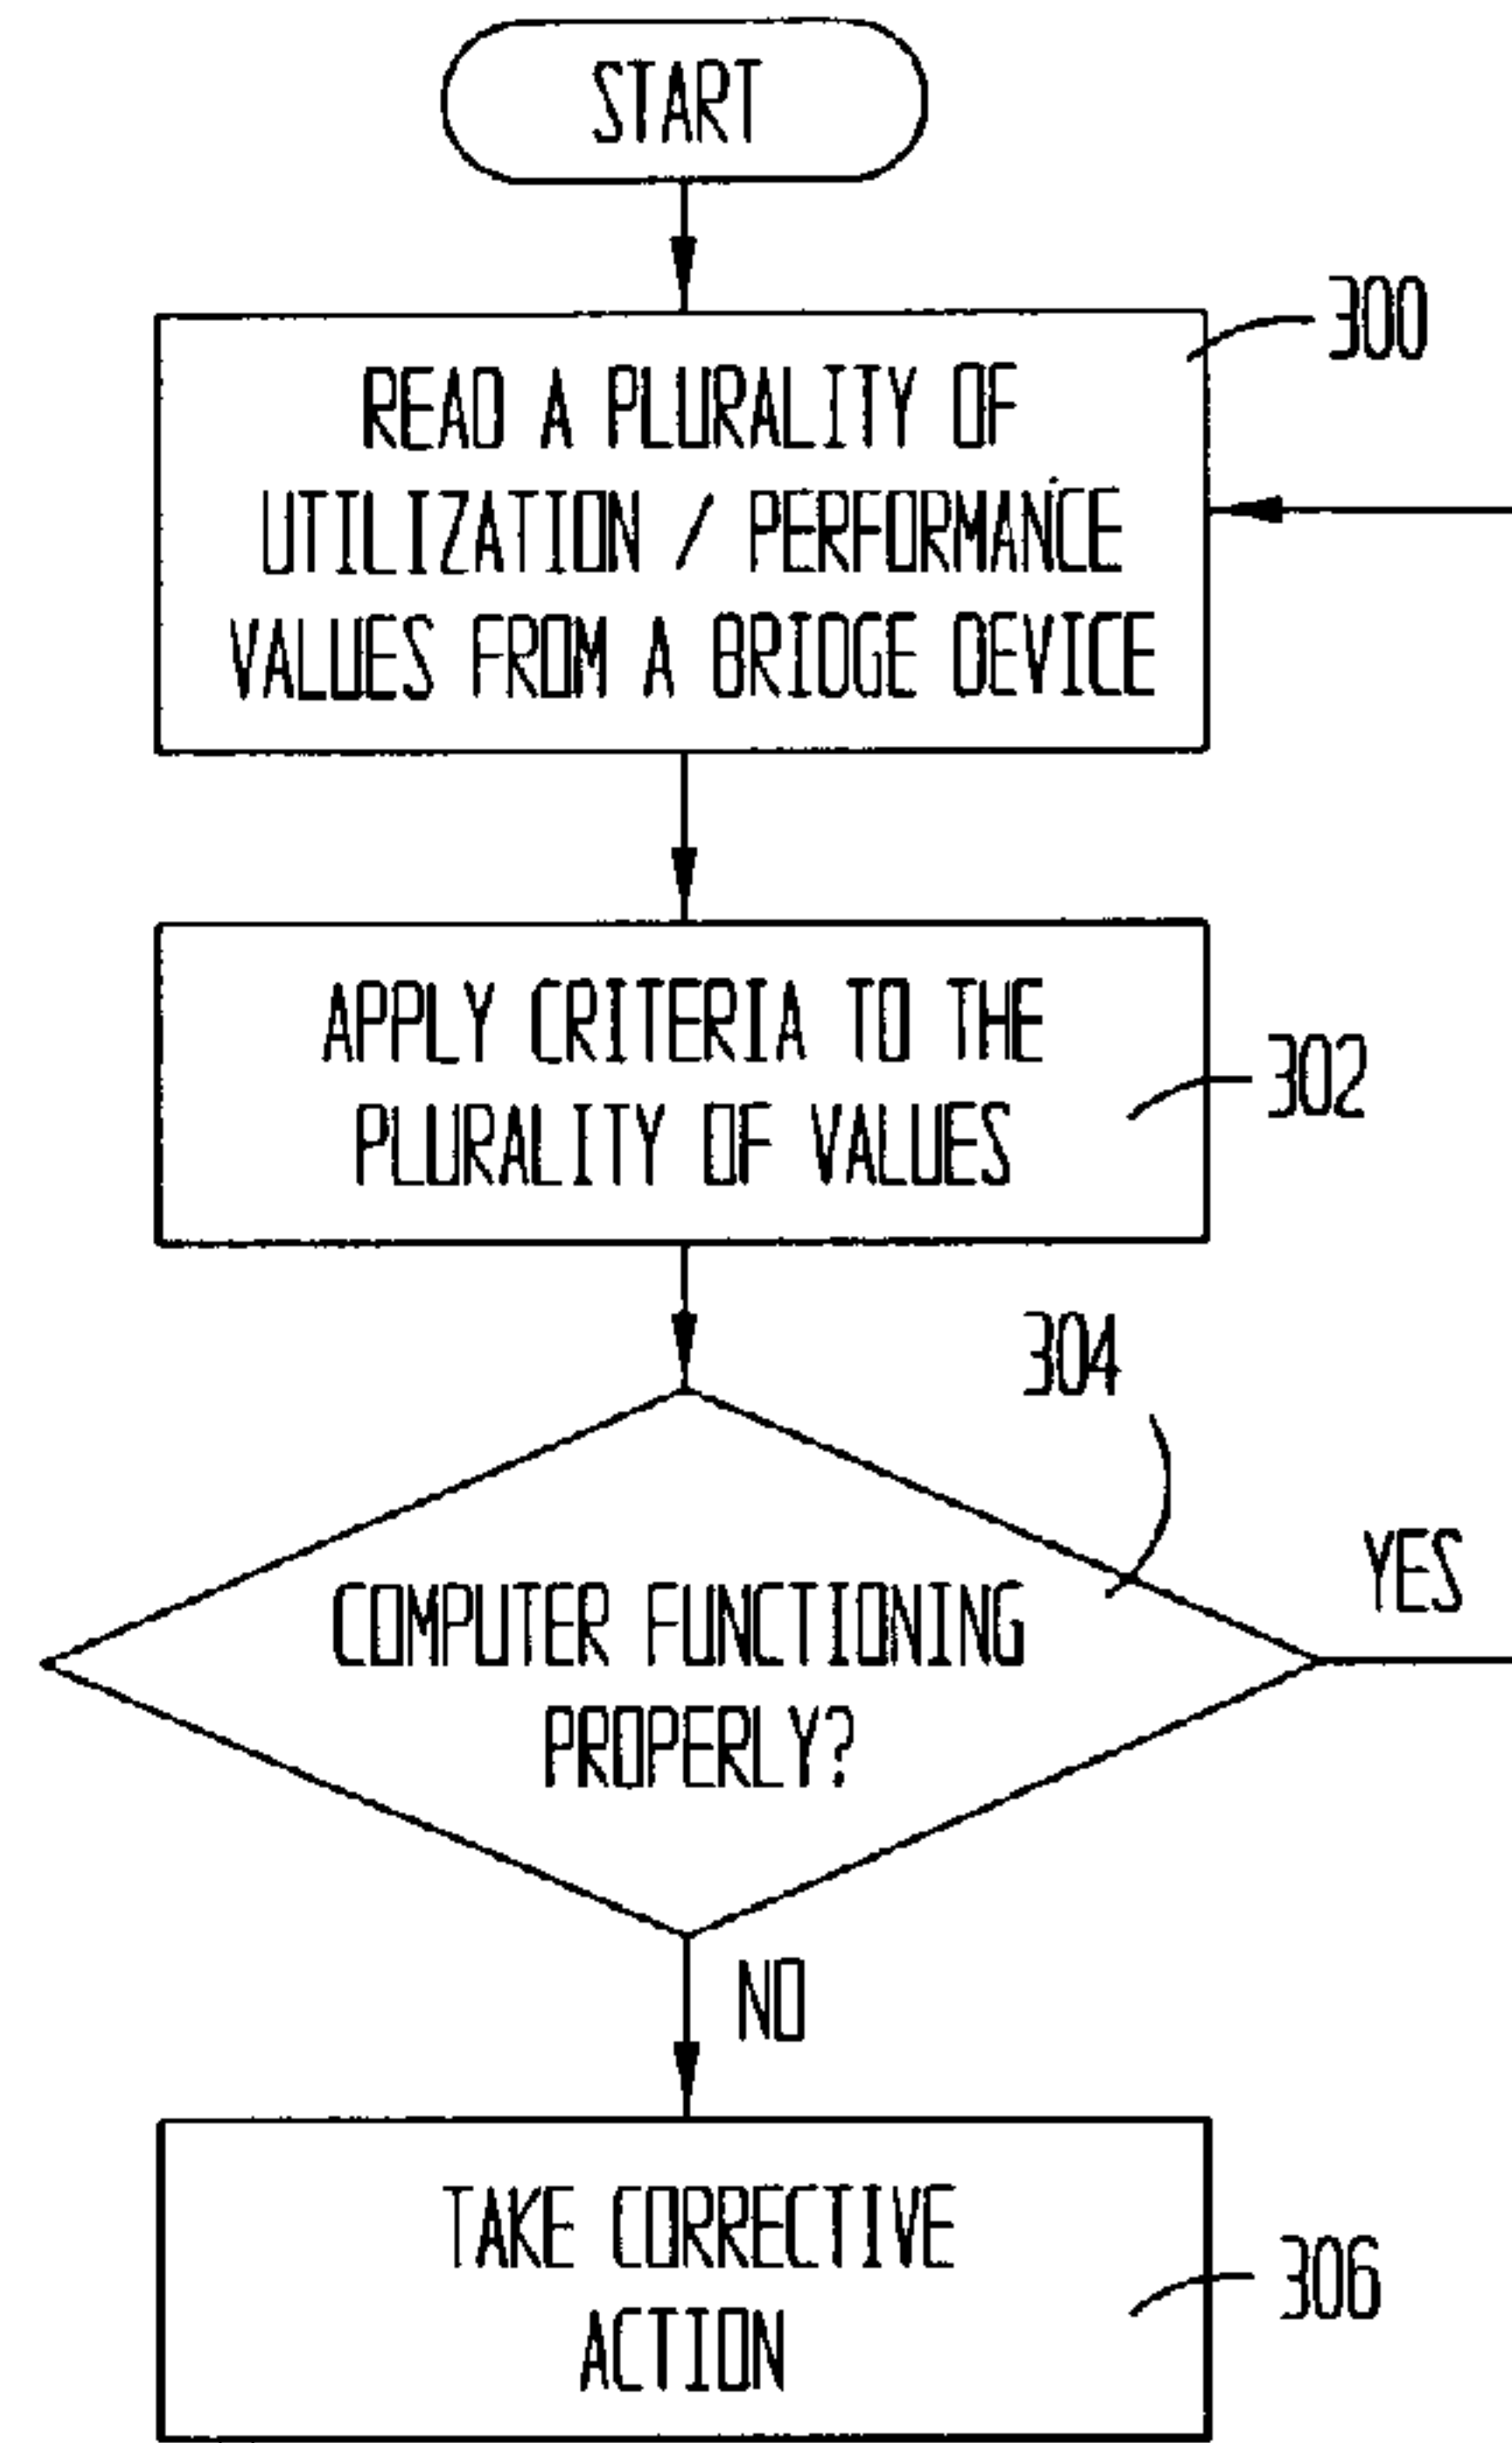 START
300
READ A PLURALITY OF
UTILIZATION / PERFORMANCE
VALUES FROM A BRIDGE DEVICE
APPLY CRITERIA TO THE
302
PLURALITY OF VALUES
304
YES
COMPUTER FUNCTIONING
PROPERLY?
NO
TAKE CORRECTIVE
306
ACTION